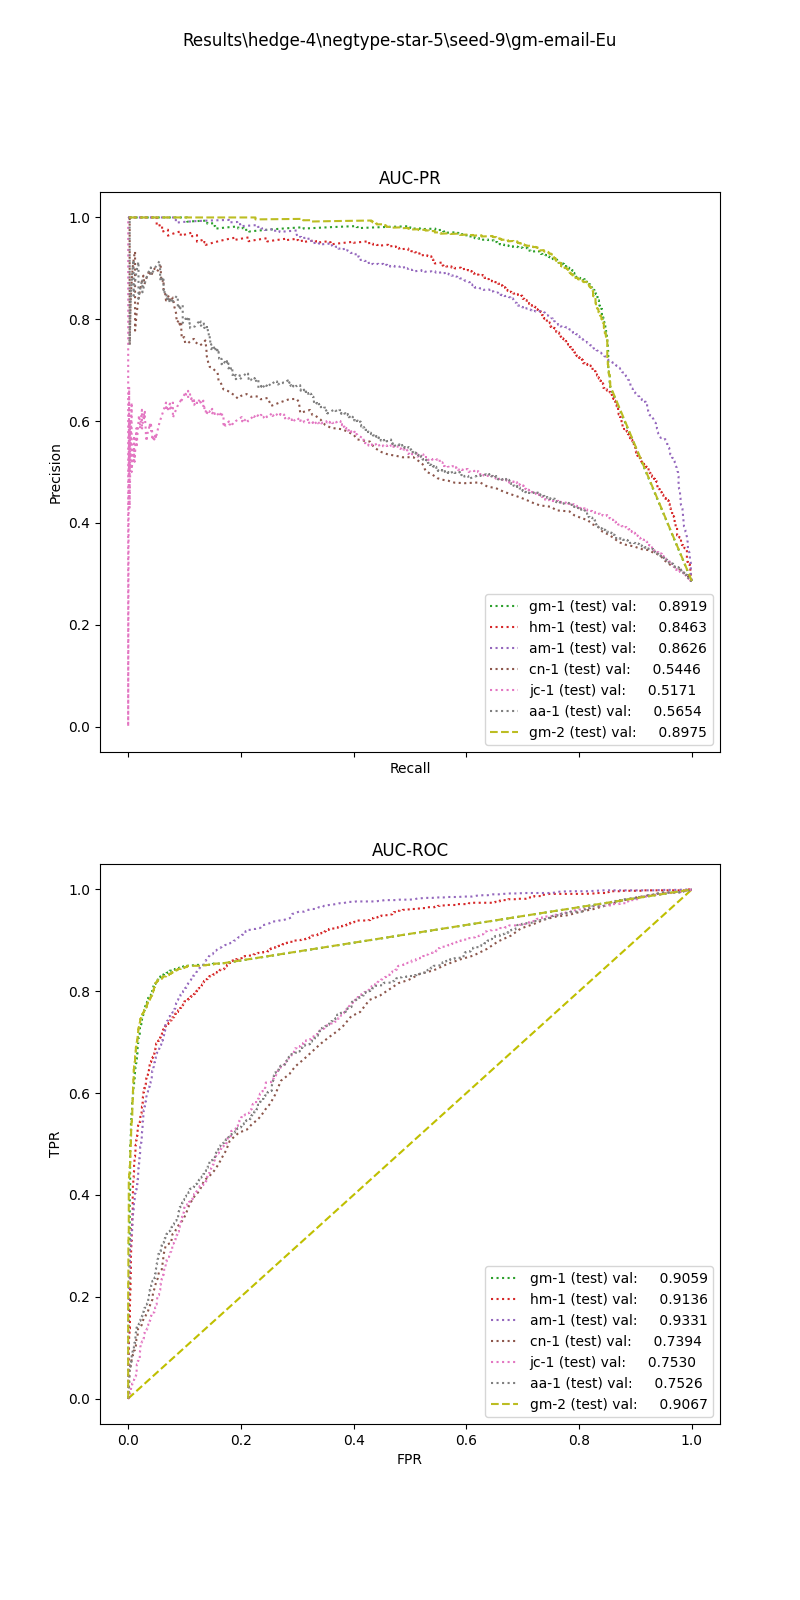 Results\hedge-4\negtype-star-5\seed-9\gm-email-Eu
AUC-PR
1.0
0.8
0.6
0.4
0.2
0.0
Precision
Recall
gm-1 (test) val: 0.8919
hm-1 (test) val: 0.8463
am-1 (test) val: 0.8626
cn-1 (test) val: 0.5446
jc-1 (test) val: 0.5171
aa-1 (test) val: 0.5654
gm-2 (test) val: 0.8975
AUC-ROC
1.0
0.8
0.6
0.4
0.2
0.0
TPR
gm-1 (test) val: 0.9059
hm-1 (test) val: 0.9136
am-1 (test) val: 0.9331
cn-1 (test) val: 0.7394
jc-1 (test) val: 0.7530
aa-1 (test) val: 0.7526
gm-2 (test) val: 0.9067
0.0 0.2 0.4 0.6 0.8 1.0
FPR